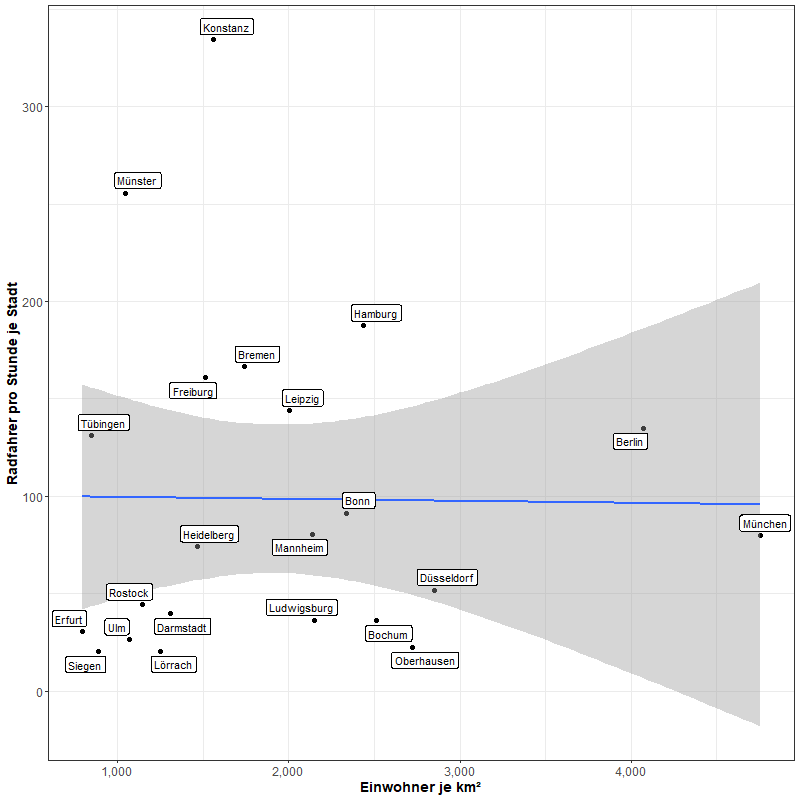 Konstanz
300
Münster
Hamburg
200
Bremen
Freiburg
Leipzig
Tübingen
Berlin
Radfahrer pro Stunde je Stadt
100
Bonn
München
Heidelberg
Mannheim
Düsseldorf
Rostock
Ludwigsburg
Erfurt
Ulm
Darmstadt
Bochum
Siegen
Lörrach
Oberhausen
0
1,000
2,000
3,000
4,000
Einwohner je km²